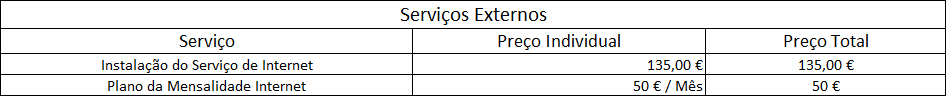 Serviços Externos
Serviço Preço Individual Preço Total
Instalação do Serviço de Internet 135,00 € 135,00 €
Plano da Mensalidade Internet 50 € / Mês 50 €